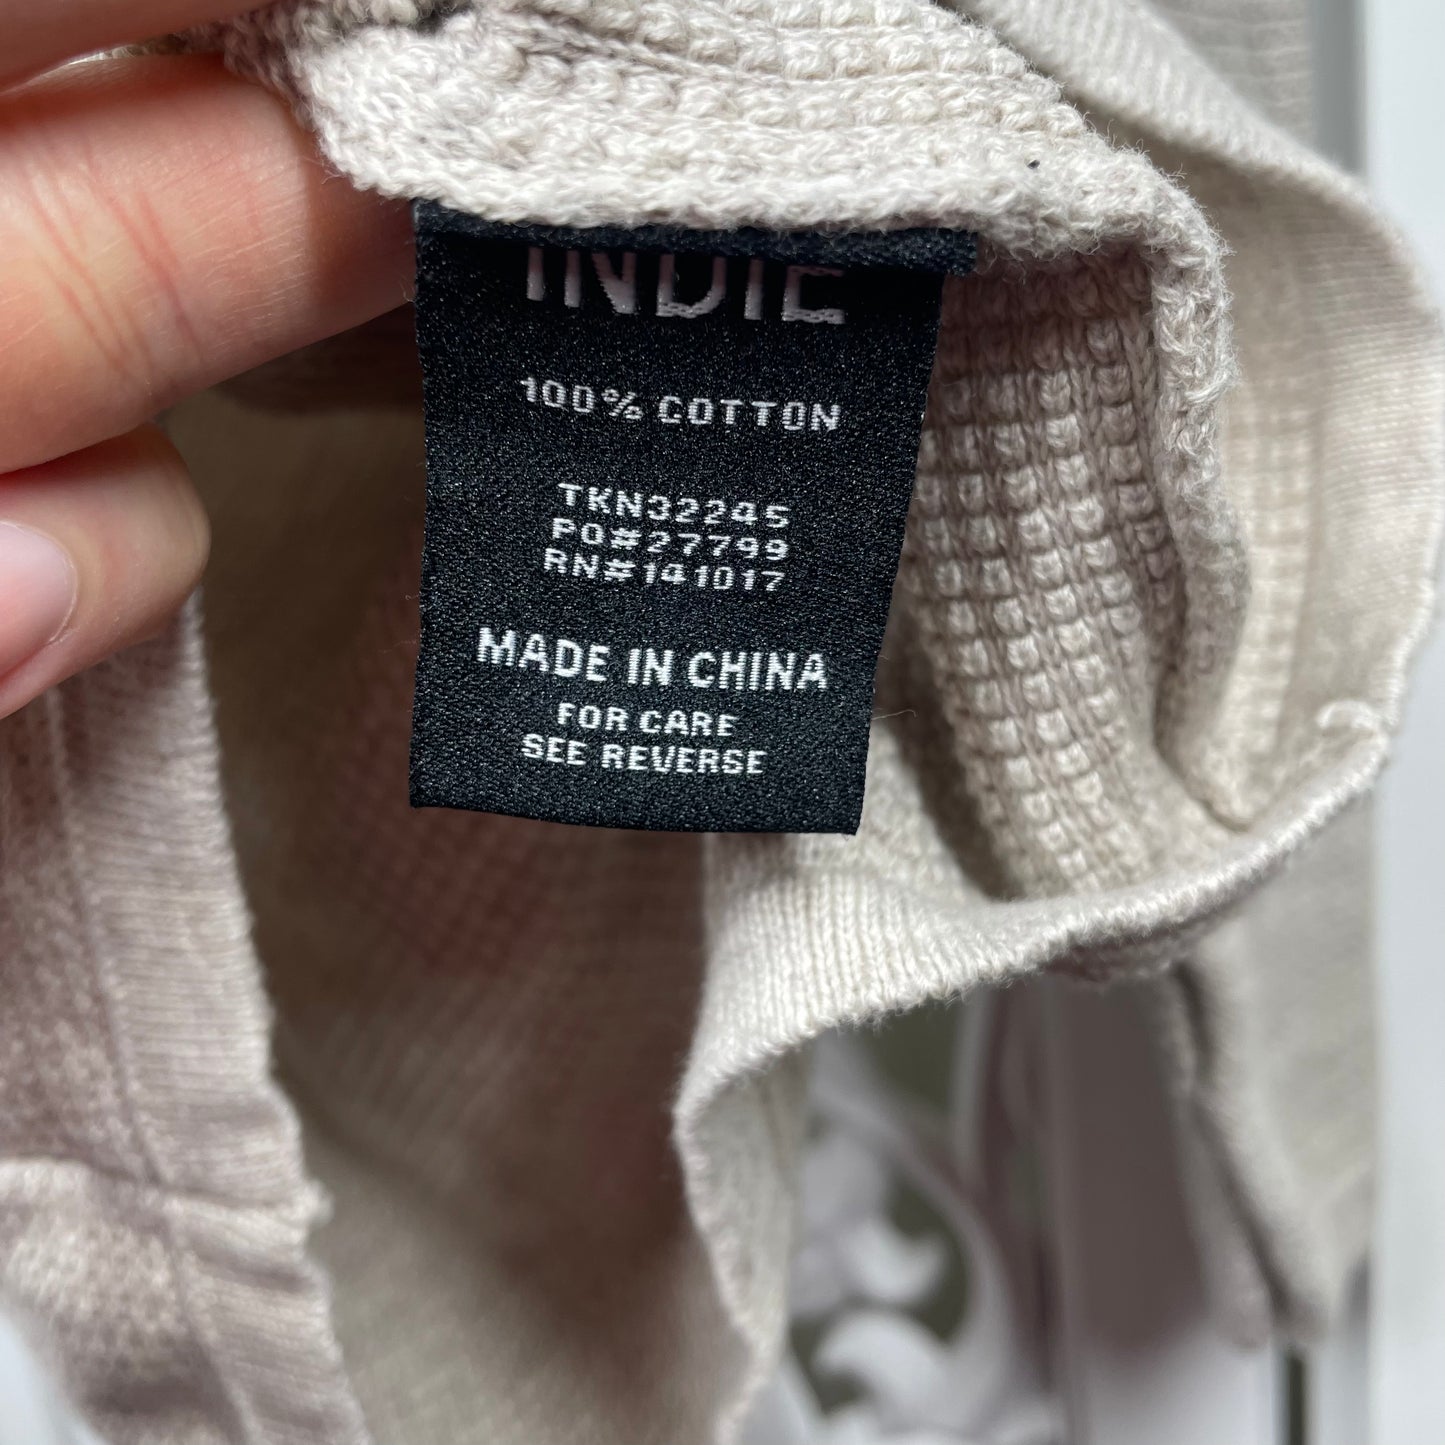 INDIE
100% COTTON
TKN32245
PO#27799
RN#141017
MADE IN CHINA
FOR CARE
SEE REVERSE